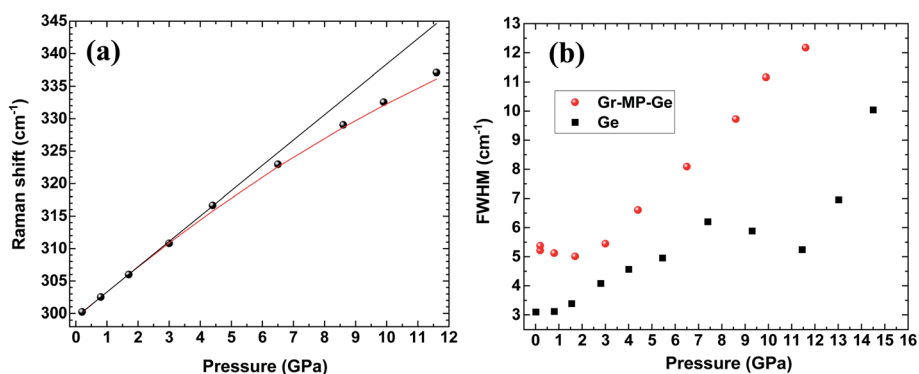 (a)
Raman shift (cm⁻¹)
345
340
335
330
325
320
315
310
305
300
0 1 2 3 4 5 6 7 8 9 10 11 12
Pressure (GPa)
(b)
FWHM (cm⁻¹)
13
12
11
10
9
8
7
6
5
4
3
Gr-MP-Ge
Ge
0 1 2 3 4 5 6 7 8 9 10 11 12 13 14 15 16
Pressure (GPa)